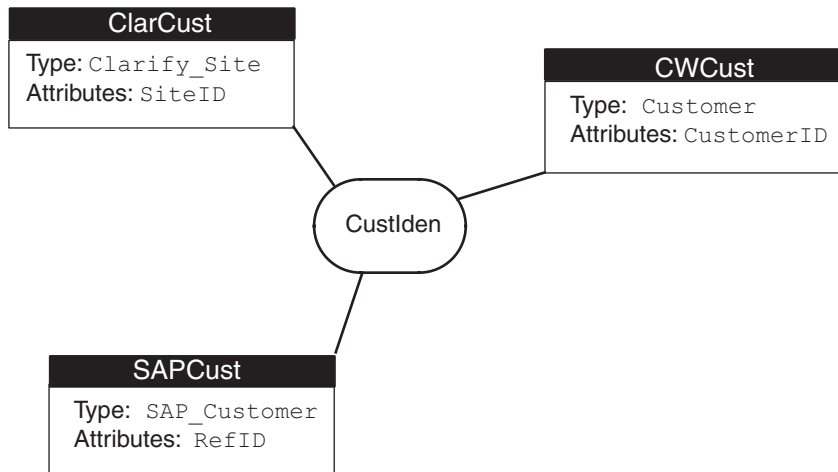 ClarCust
Type: Clarify_Site
Attributes: SiteID
CWCust
Type: Customer
Attributes: CustomerID
CustIden
SAPCust
Type: SAP_Customer
Attributes: RefID